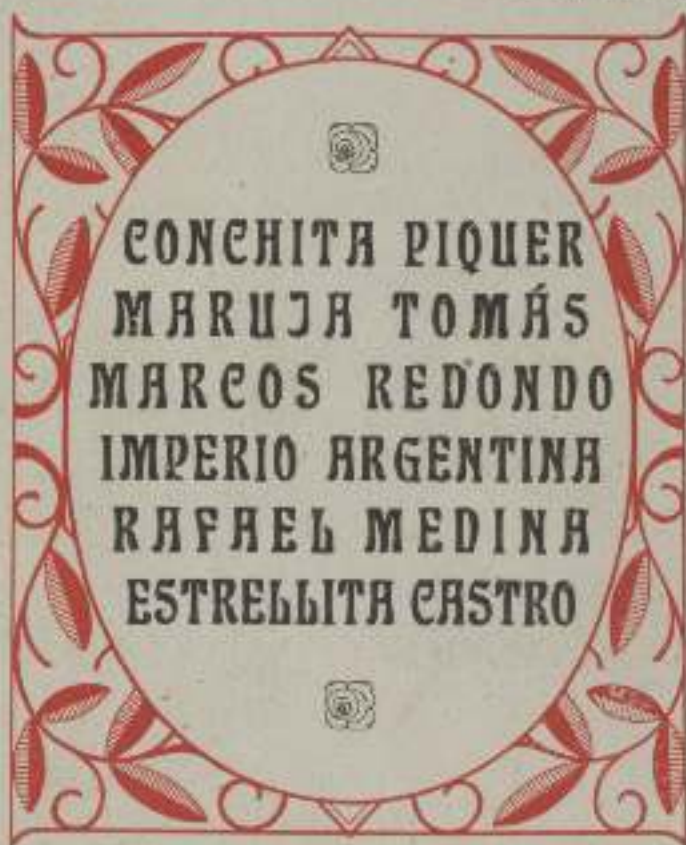 CONCHITA PIQUER
MARUJA TOMÁS
MARCOS REDONDO
IMPERIO ARGENTINA
RAFAEL MEDINA
ESTRELLITA CASTRO